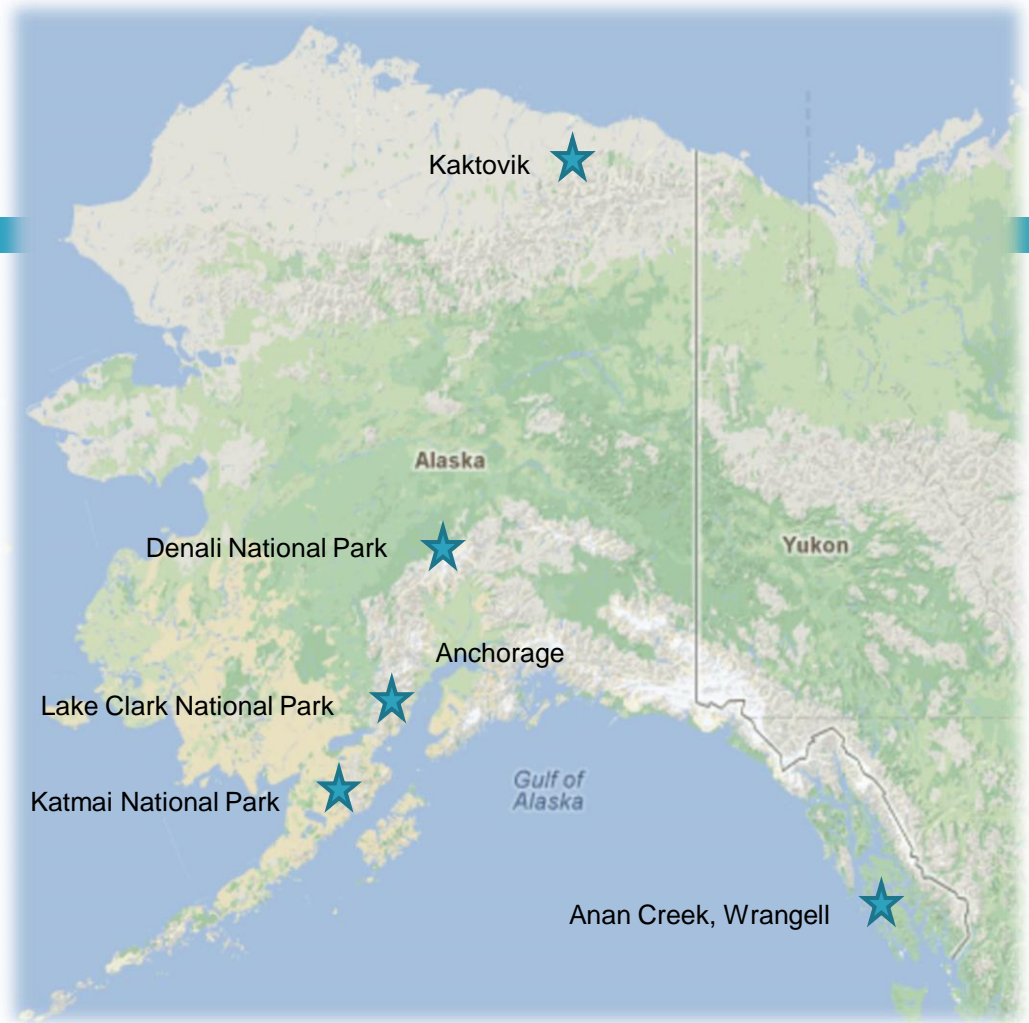 Kaktovik
Alaska
Denali National Park
Yukon
Anchorage
Lake Clark National Park
Gulf of
Alaska
Katmai National Park
Anan Creek, Wrangell